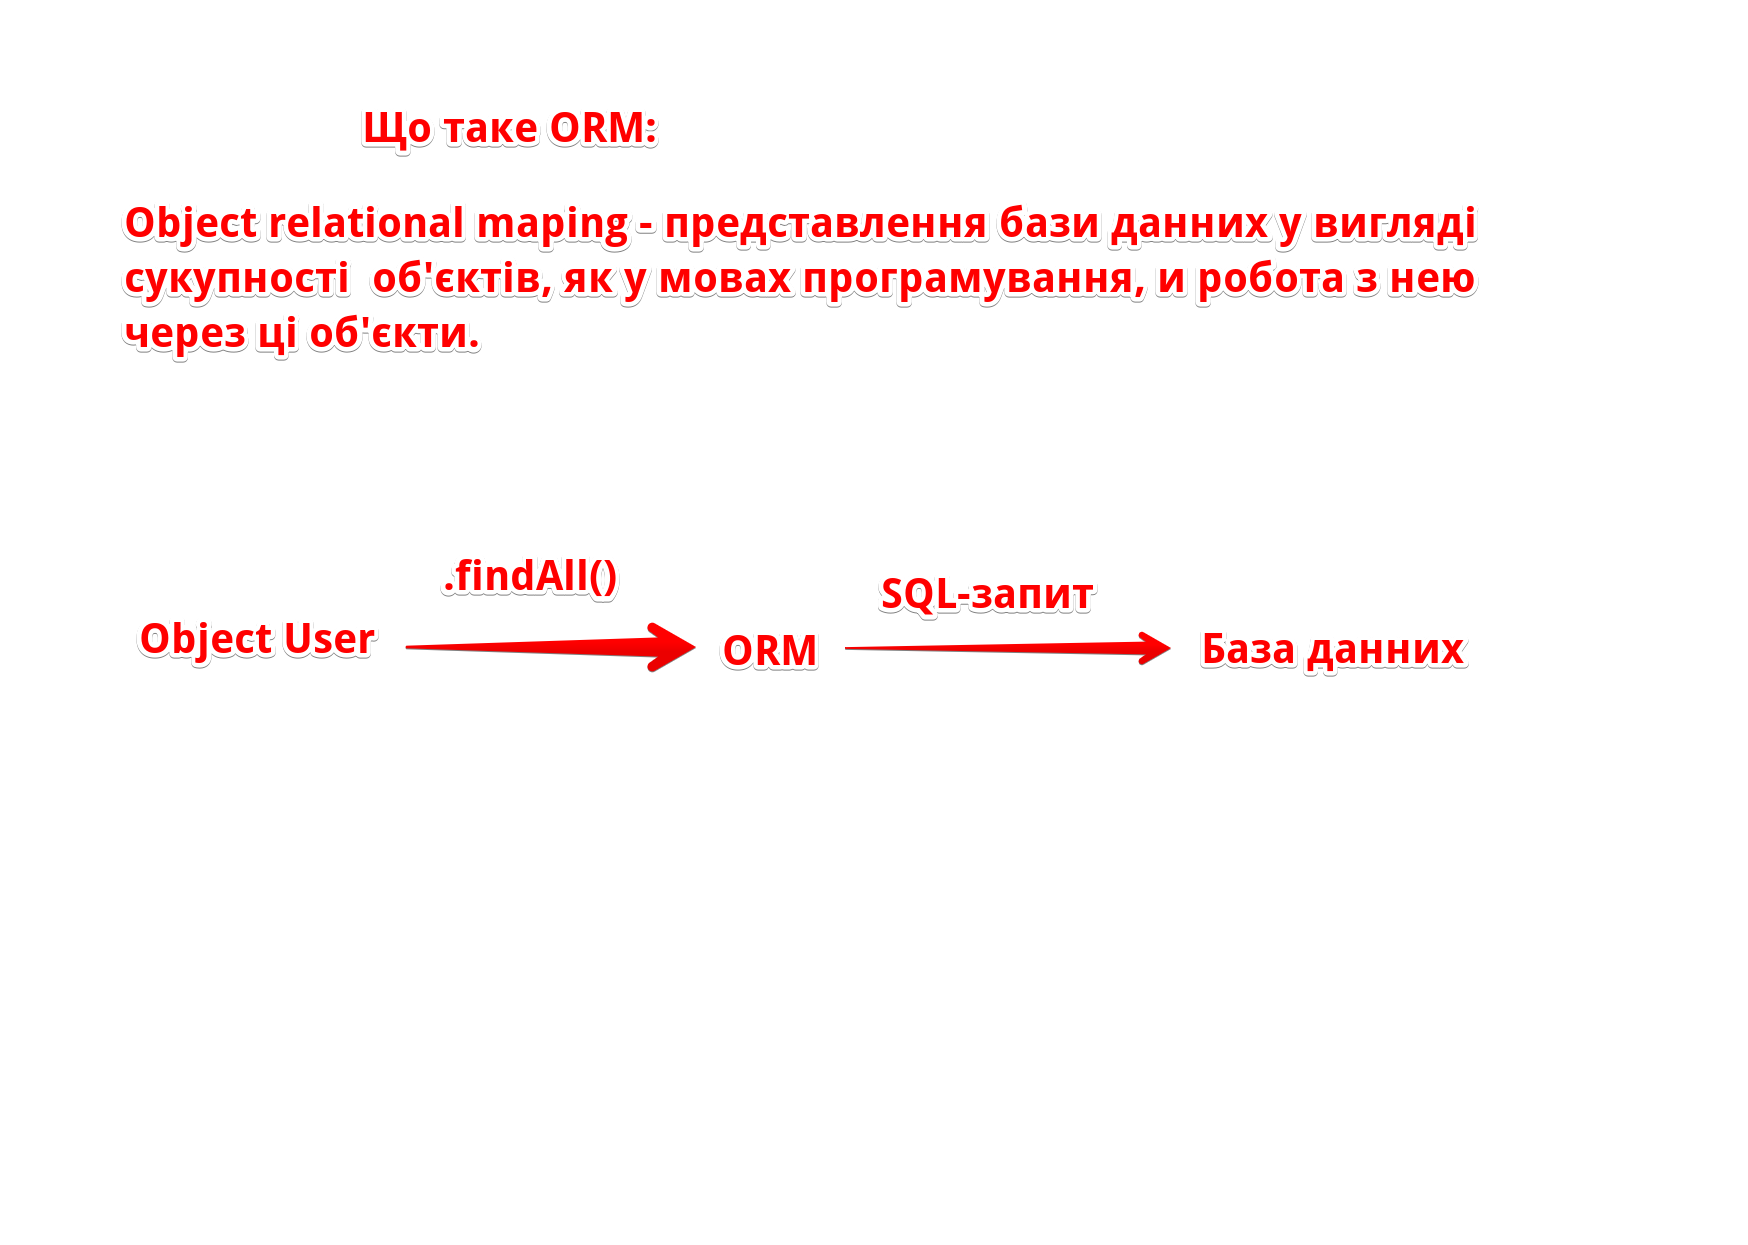 Що таке ORM:
Object relational maping - представлення бази данних у вигляді
сукупності  об'єктів, як у мовах програмування, и робота з нею
через ці об'єкти.
.findAll()
SQL-запит
Object User
ORM
База данних